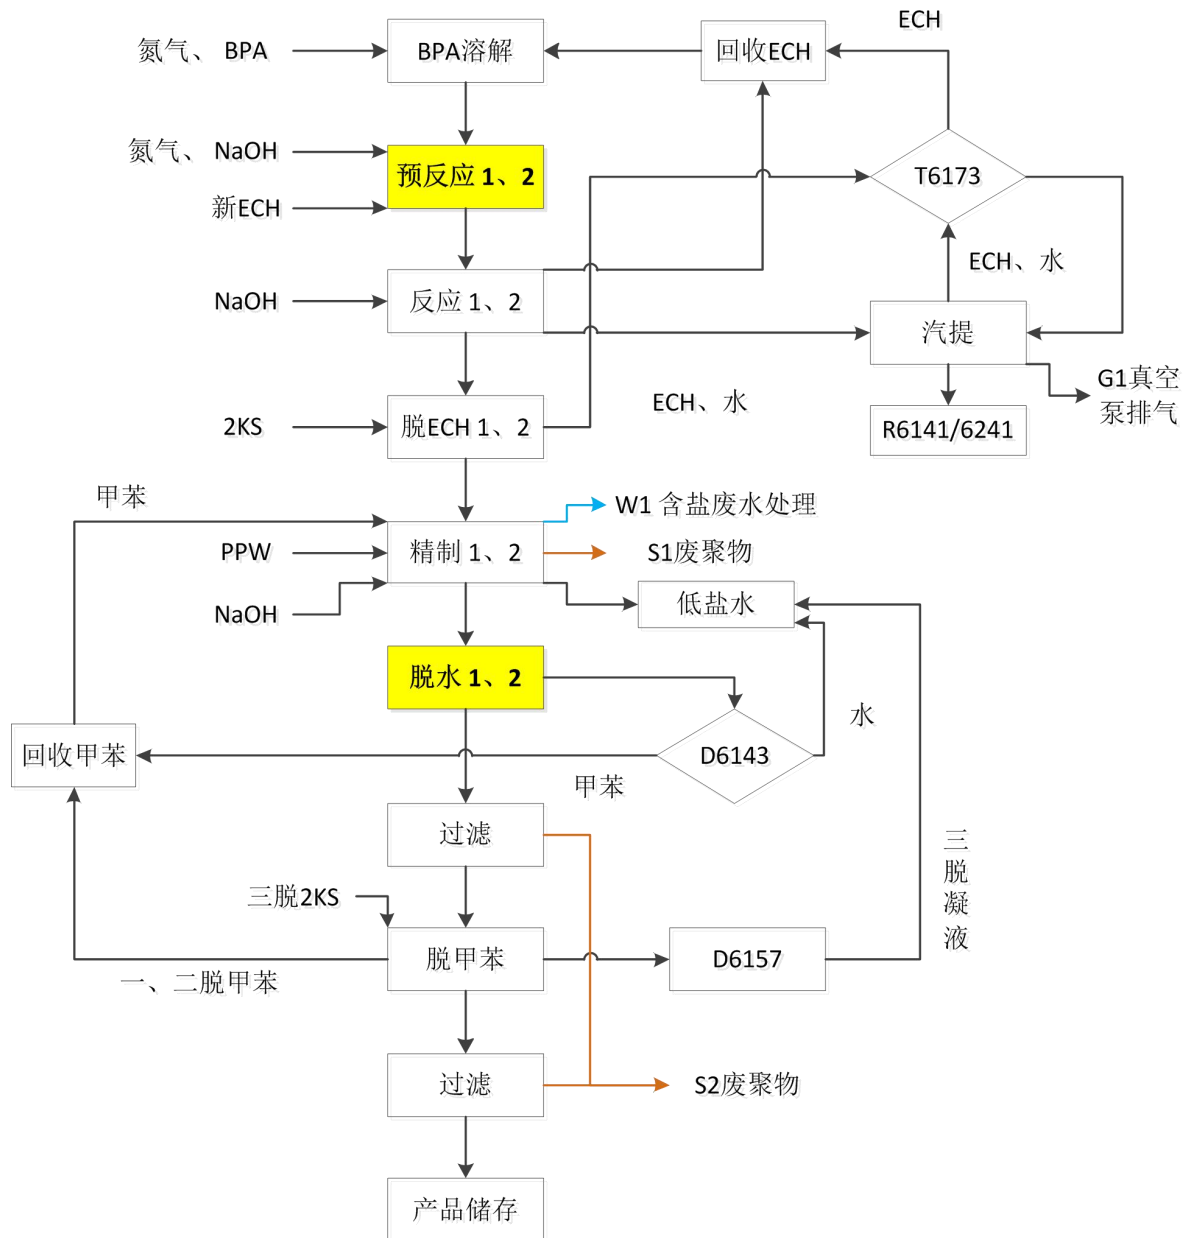 ECH
氮气、 BPA
BPA溶解
回收ECH
氮气、 NaOH
预反应 1、2
T6173
新ECH
ECH、水
NaOH
反应 1、2
汽提
G1真空
泵排气
ECH、水
2KS
脱ECH 1、2
R6141/6241
甲苯
W1 含盐废水处理
PPW
精制 1、2
S1废聚物
NaOH
低盐水
脱水 1、2
水
回收甲苯
D6143
甲苯
过滤
三脱凝液
三脱2KS
脱甲苯
D6157
一、二脱甲苯
过滤
S2废聚物
产品储存